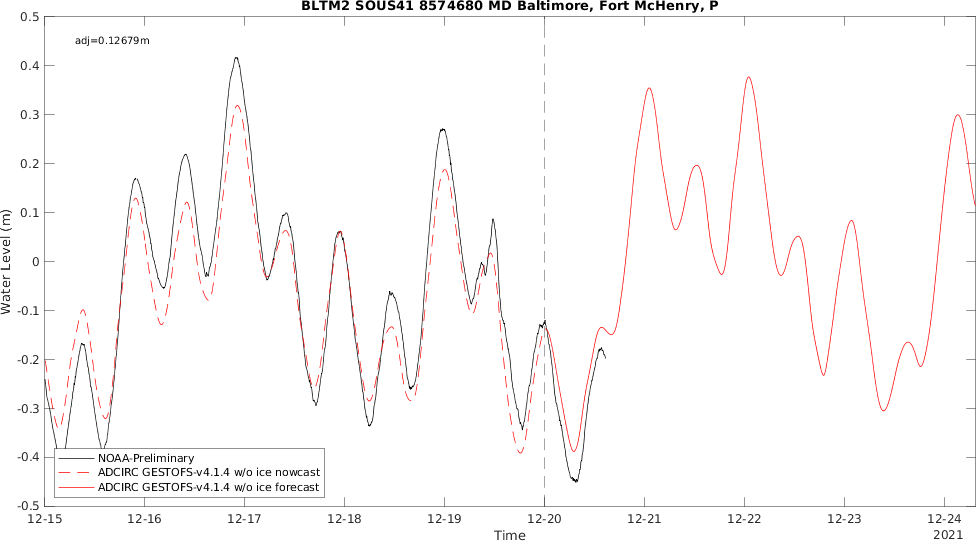 BLTM2 SOUS41 8574680 MD Baltimore, Fort McHenry, P
adj=0.12679m
0.5
0.4
0.3
0.2
0.1
0
-0.1
-0.2
-0.3
-0.4
-0.5
Water Level (m)
NOAA-Preliminary
ADCIRC GESTOFS-v4.1.4 w/o ice nowcast
ADCIRC GESTOFS-v4.1.4 w/o ice forecast
12-15 12-16 12-17 12-18 12-19 12-20 12-21 12-22 12-23 12-24
Time
2021